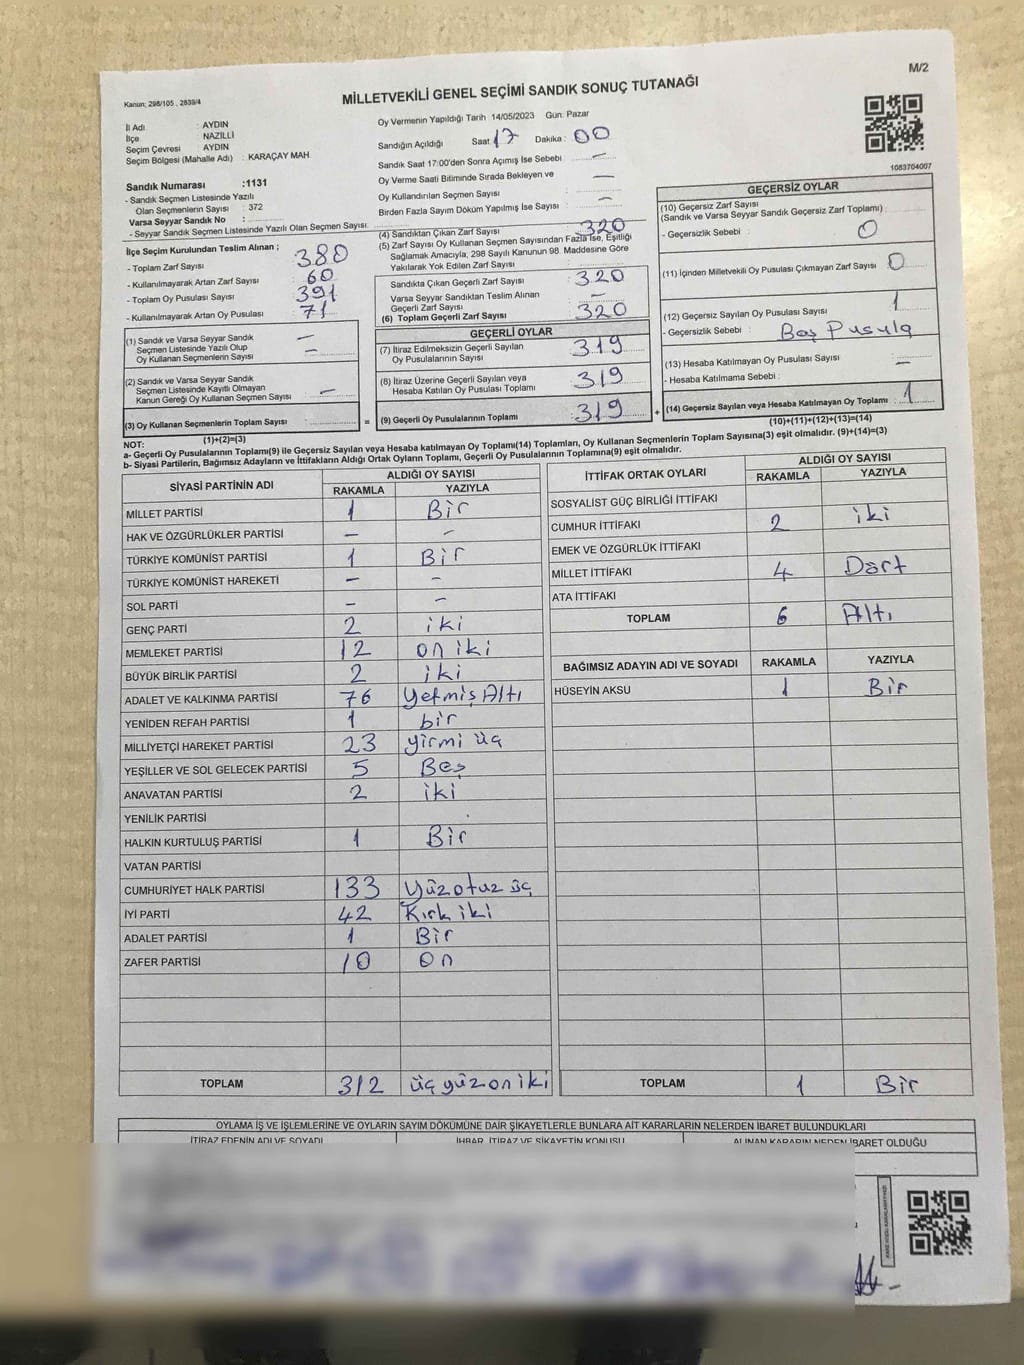 M/2
Kanun: 298/105 , 2839/4
MİLLETVEKİLİ GENEL SEÇİMİ SANDIK SONUÇ TUTANAĞI
İl Adı : AYDIN
İlçe NAZİLLİ
Seçim Çevresi : AYDIN
Seçim Bölgesi (Mahalle Adı) : KARAÇAY MAH.
Sandık Numarası :1131
- Sandık Seçmen Listesinde Yazılı
Olan Seçmenlerin Sayısı : 372
Varsa Seyyar Sandık No :
- Seyyar Sandık Seçmen Listesinde Yazılı Olan Seçmen Sayısı
İlçe Seçim Kurulundan Teslim Alınan ;
- Toplam Zarf Sayısı 380
- Kullanılmayarak Artan Zarf Sayısı 60
- Toplam Oy Pusulası Sayısı 391
- Kullanılmayarak Artan Oy Pusulası 71
(1) Sandık ve Varsa Seyyar Sandık
Seçmen Listesinde Yazılı Olup
Oy Kullanan Seçmenlerin Sayısı
(2) Sandık ve Varsa Seyyar Sandık
Seçmen Listesinde Kayıtlı Olmayan
Kanun Gereği Oy Kullanan Seçmen Sayısı –
(3) Oy Kullanan Seçmenlerin Toplam Sayısı :
(1)+(2)=(3)
Oy Vermenin Yapıldığı Tarih 14/05/2023 Gün: Pazar
Sandığın Açıldığı Saat 17 Dakika : 00
Sandık Saat 17:00'den Sonra Açımış İse Sebebi –
Oy Verme Saati Bitiminde Sırada Bekleyen ve
Oy Kullandırılan Seçmen Sayısı –
Birden Fazla Sayım Döküm Yapılmış İse Sayısı : –
(4) Sandıktan Çıkan Zarf Sayısı 320
(5) Zarf Sayısı Oy Kullanan Seçmen Sayısından Fazla İse, Eşitliği
Sağlamak Amacıyla, 298 Sayılı Kanunun 98. Maddesine Göre
Yakılarak Yok Edilen Zarf Sayısı
Sandıkta Çıkan Geçerli Zarf Sayısı 320
Varsa Seyyar Sandıktan Teslim Alınan
Geçerli Zarf Sayısı –
(6) Toplam Geçerli Zarf Sayısı 320
GEÇERLİ OYLAR
(7) İtiraz Edilmeksizin Geçerli Sayılan
Oy Pusulalarının Sayısı 319
(8) İtiraz Üzerine Geçerli Sayılan veya
Hesaba Katılan Oy Pusulası Toplamı 319
= (9) Geçerli Oy Pusulalarının Toplamı :319
1083704007
GEÇERSİZ OYLAR
(10) Geçersiz Zarf Sayısı
(Sandık ve Varsa Seyyar Sandık Geçersiz Zarf Toplamı) :
- Geçersizlik Sebebi : 0
(11) İçinden Milletvekili Oy Pusulası Çıkmayan Zarf Sayısı 0
(12) Geçersiz Sayılan Oy Pusulası Sayısı 1
- Geçersizlik Sebebi : Boş Pusula
(13) Hesaba Katılmayan Oy Pusulası Sayısı –
- Hesaba Katılmama Sebebi :
+ (14) Geçersiz Sayılan veya Hesaba Katılmayan Oy Toplamı : 1
(10)+(11)+(12)+(13)=(14)
NOT:
a- Geçerli Oy Pusulalarının Toplamı(9) ile Geçersiz Sayılan veya Hesaba katılmayan Oy Toplamı(14) Toplamları, Oy Kullanan Seçmenlerin Toplam Sayısına(3) eşit olmalıdır. (9)+(14)=(3)
b- Siyasi Partilerin, Bağımsız Adayların ve İttifakların Aldığı Ortak Oyların Toplamı, Geçerli Oy Pusulalarının Toplamına(9) eşit olmalıdır.
SİYASİ PARTİNİN ADI ALDIĞI OY SAYISI
RAKAMLA YAZIYLA
MİLLET PARTİSİ 1 Bir
HAK VE ÖZGÜRLÜKLER PARTİSİ – –
TÜRKİYE KOMÜNİST PARTİSİ 1 Bir
TÜRKİYE KOMÜNİST HAREKETİ – –
SOL PARTİ – –
GENÇ PARTİ 2 iki
MEMLEKET PARTİSİ 12 on iki
BÜYÜK BİRLİK PARTİSİ 2 iki
ADALET VE KALKINMA PARTİSİ 76 Yetmiş Altı
YENİDEN REFAH PARTİSİ 1 bir
MİLLİYETÇİ HAREKET PARTİSİ 23 yirmi üç
YEŞİLLER VE SOL GELECEK PARTİSİ 5 Beş
ANAVATAN PARTİSİ 2 iki
YENİLİK PARTİSİ
HALKIN KURTULUŞ PARTİSİ 1 Bir
VATAN PARTİSİ
CUMHURİYET HALK PARTİSİ 133 Yüzotuz üç
İYİ PARTİ 42 Kırk iki
ADALET PARTİSİ 1 Bir
ZAFER PARTİSİ 10 On
TOPLAM 312 üç yüz on iki
İTTİFAK ORTAK OYLARI ALDIĞI OY SAYISI
RAKAMLA YAZIYLA
SOSYALİST GÜÇ BİRLİĞİ İTTİFAKI
CUMHUR İTTİFAKI 2 iki
EMEK VE ÖZGÜRLÜK İTTİFAKI
MİLLET İTTİFAKI 4 Dört
ATA İTTİFAKI
TOPLAM 6 Altı
BAĞIMSIZ ADAYIN ADI VE SOYADI RAKAMLA YAZIYLA
HÜSEYİN AKSU 1 Bir
TOPLAM 1 Bir
OYLAMA İŞ VE İŞLEMLERİNE VE OYLARIN SAYIM DÖKÜMÜNE DAİR ŞİKAYETLERLE BUNLARA AİT KARARLARIN NELERDEN İBARET BULUNDUKLARI
İTİRAZ EDENİN ADI VE SOYADI İHBAR, İTİRAZ VE ŞİKAYETİN KONUSU ALINAN KARARIN NEDEN İBARET OLDUĞU